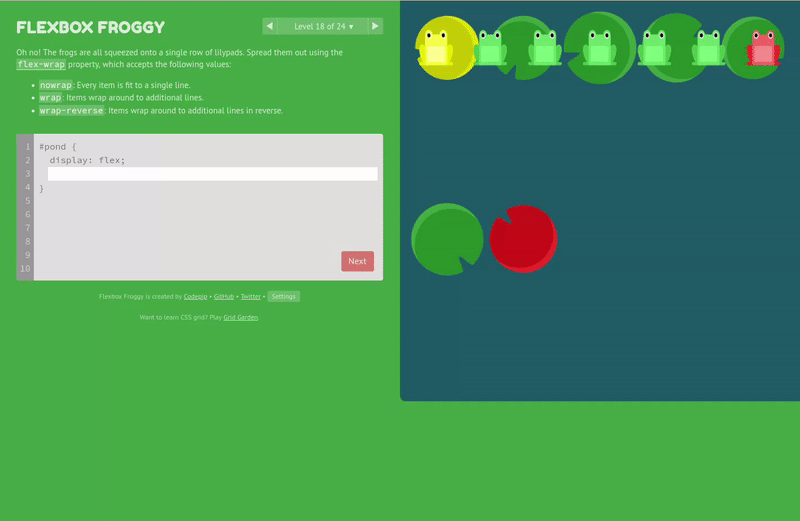 FLEXBOX FROGGY
◀ Level 18 of 24 ▼ ▶
Oh no! The frogs are all squeezed onto a single row of lilypads. Spread them out using the
flex-wrap property, which accepts the following values:
• nowrap: Every item is fit to a single line.
• wrap: Items wrap around to additional lines.
• wrap-reverse: Items wrap around to additional lines in reverse.
1 #pond {
2 display: flex;
3
4 }
5
6
7
8
9
10
Next
Flexbox Froggy is created by Codepip • GitHub • Twitter • Settings
Want to learn CSS grid? Play Grid Garden.